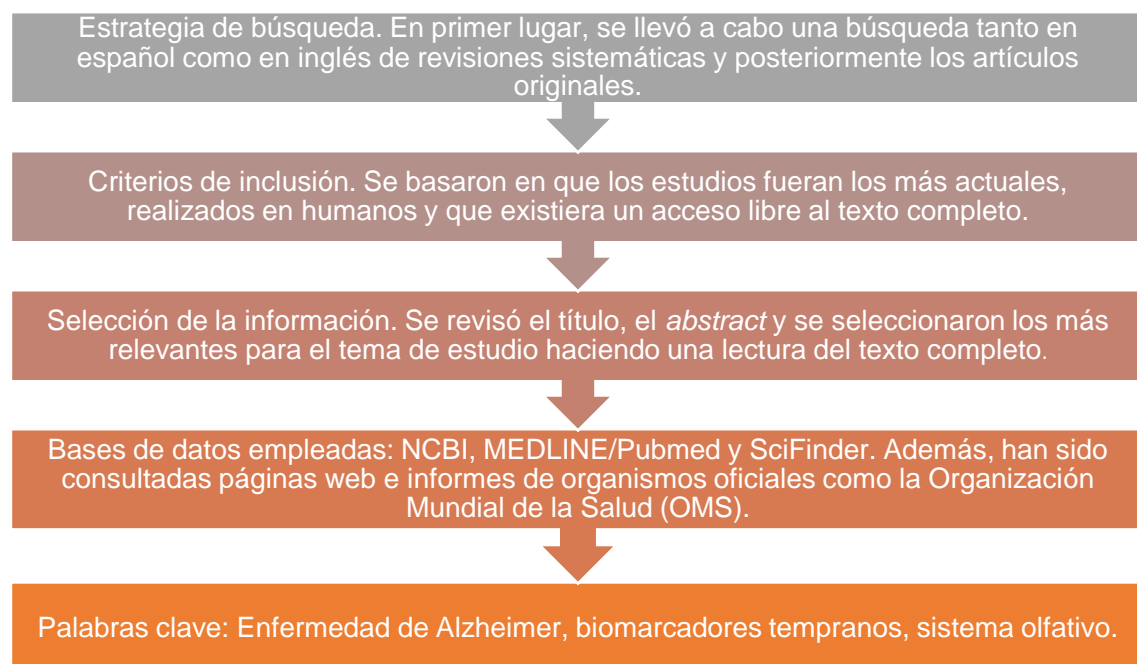 Estrategia de búsqueda. En primer lugar, se llevó a cabo una búsqueda tanto en
español como en inglés de revisiones sistemáticas y posteriormente los artículos
originales.
Criterios de inclusión. Se basaron en que los estudios fueran los más actuales,
realizados en humanos y que existiera un acceso libre al texto completo.
Selección de la información. Se revisó el título, el abstract y se seleccionaron los más
relevantes para el tema de estudio haciendo una lectura del texto completo.
Bases de datos empleadas: NCBI, MEDLINE/Pubmed y SciFinder. Además, han sido
consultadas páginas web e informes de organismos oficiales como la Organización
Mundial de la Salud (OMS).
Palabras clave: Enfermedad de Alzheimer, biomarcadores tempranos, sistema olfativo.